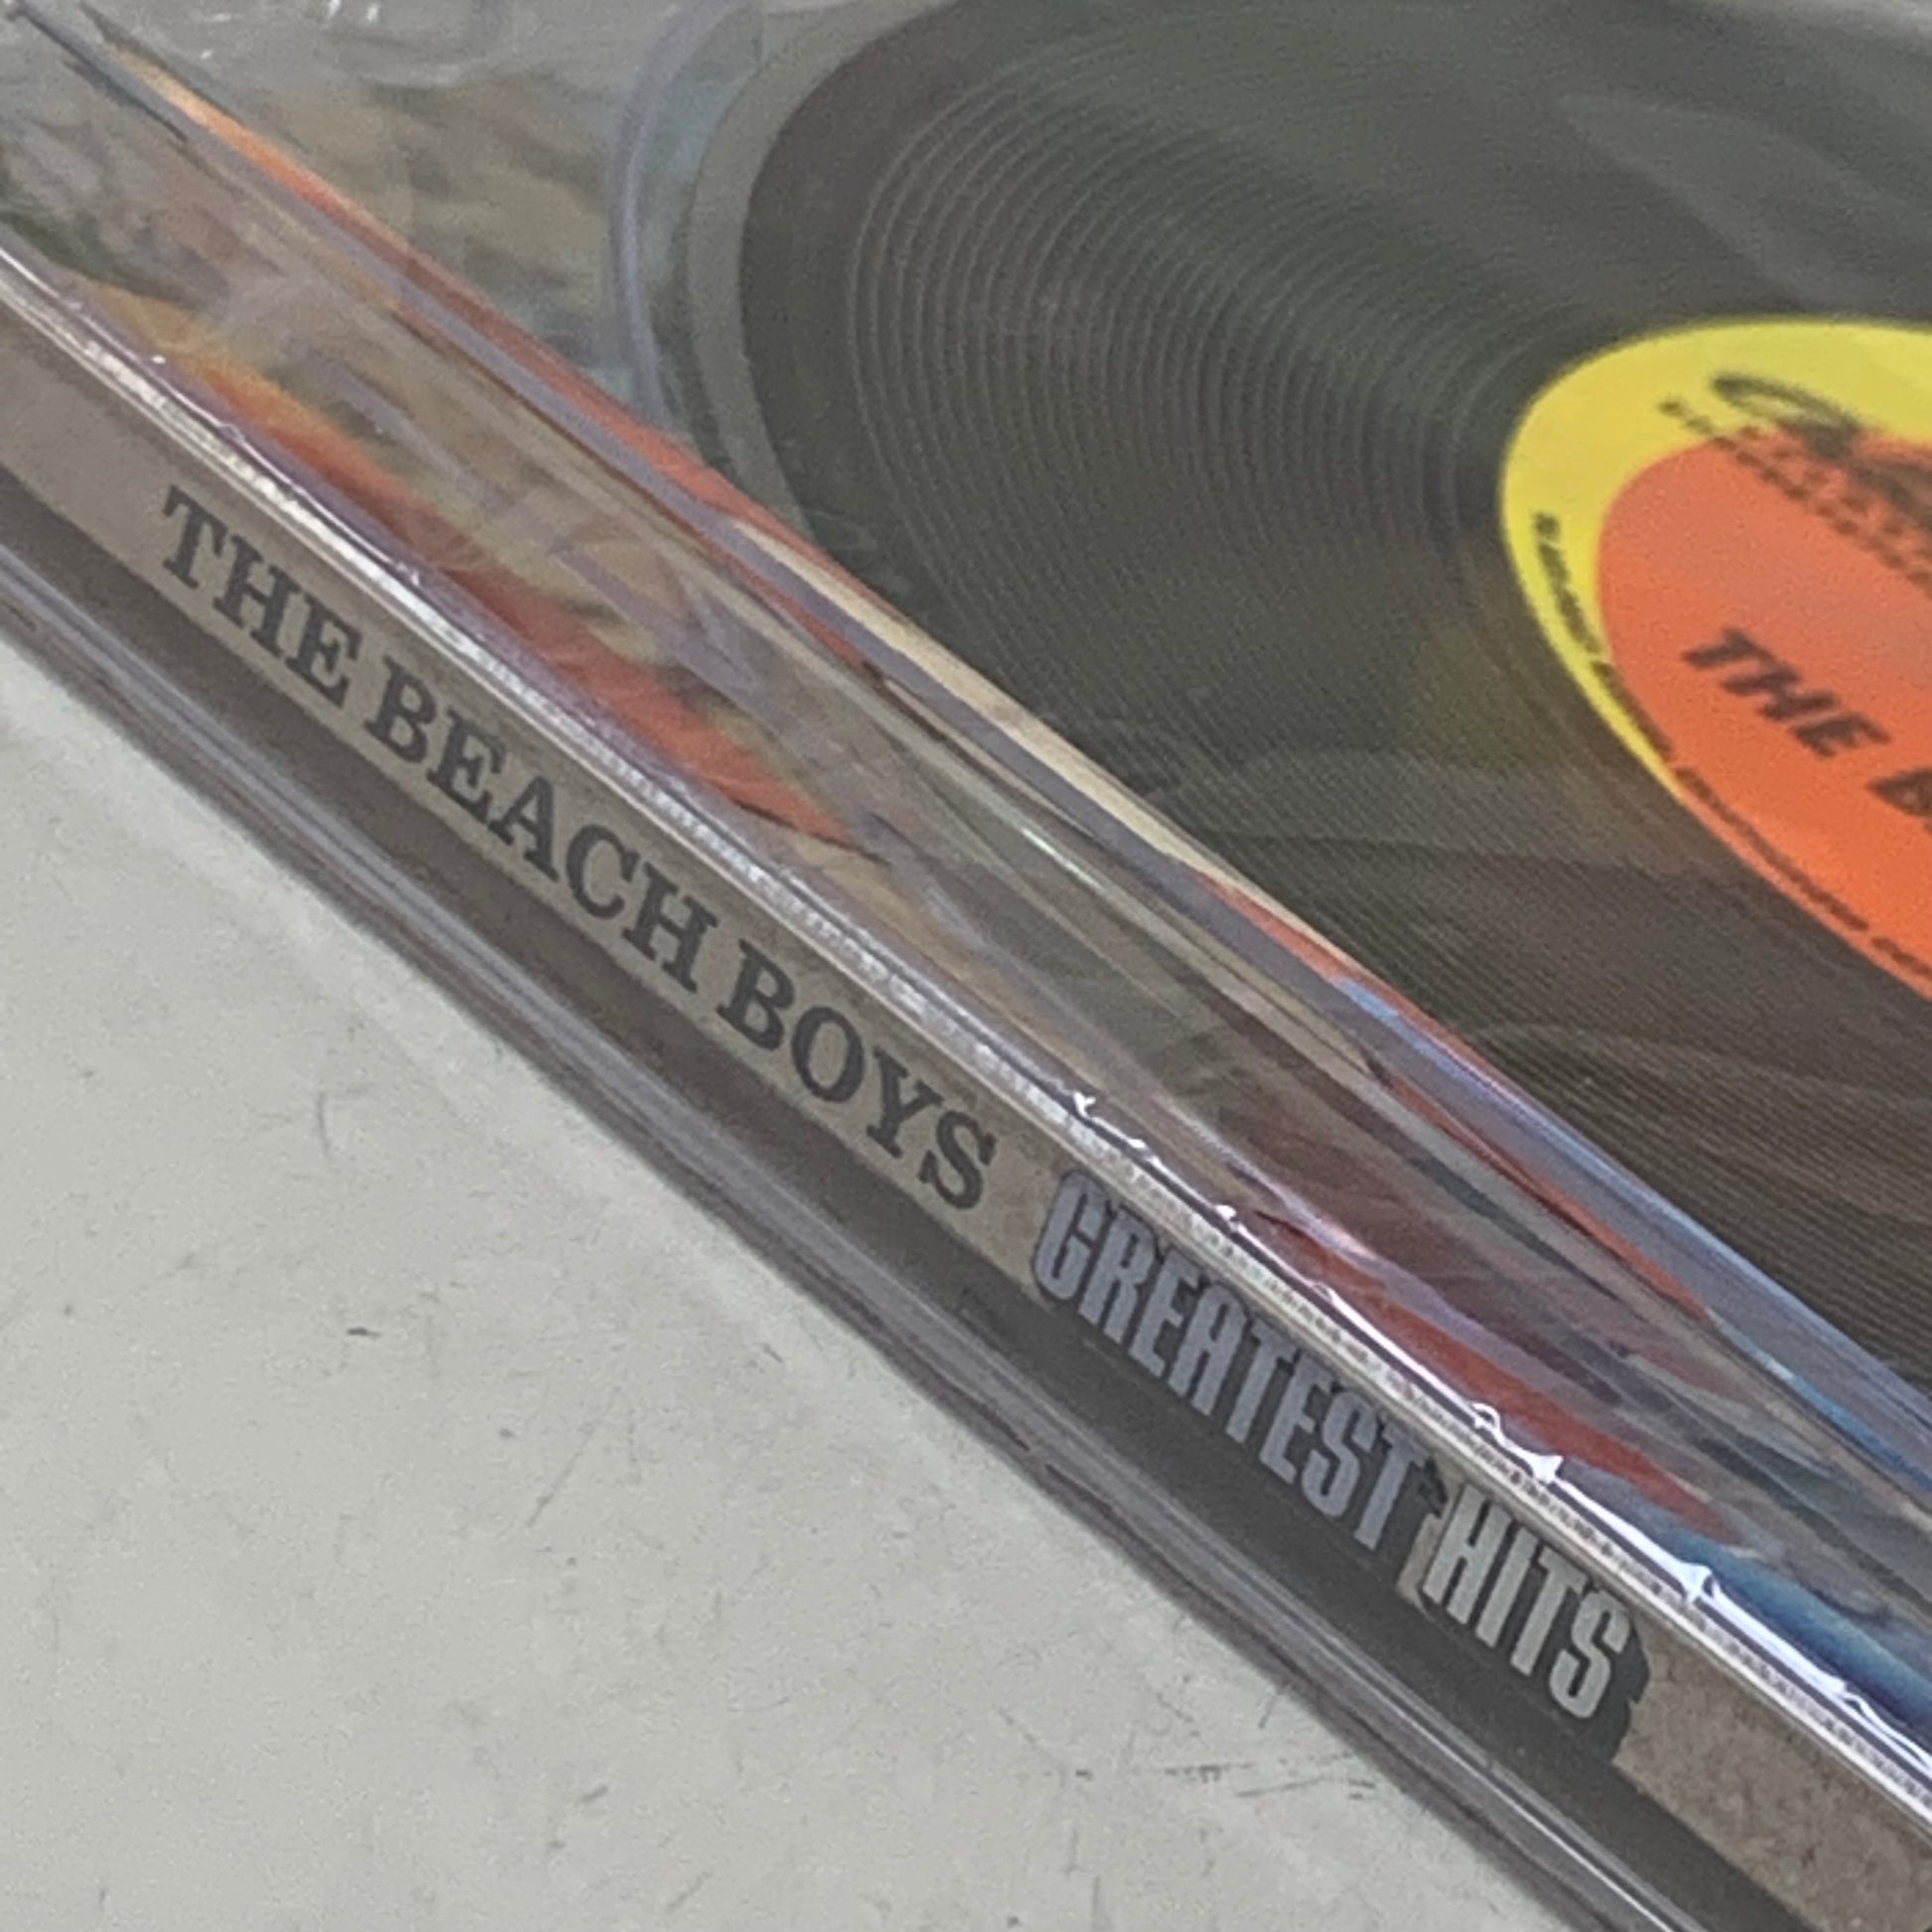 THE BEACH BOYS GREATEST HITS
THE B